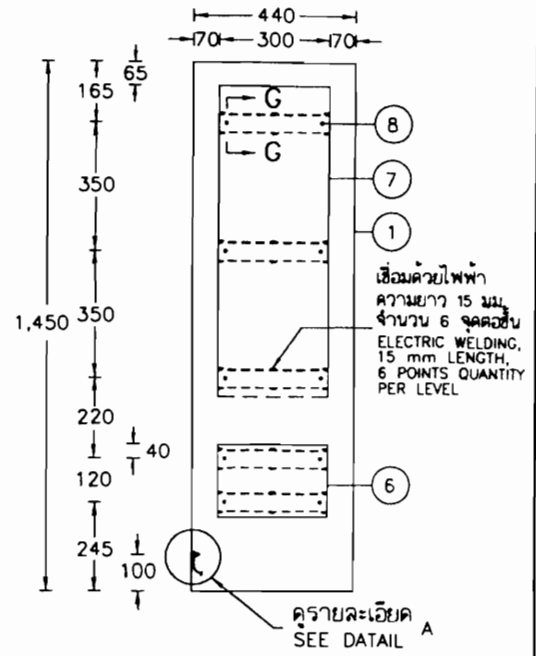 440
70 300 70
65
165
G
8
G
7
350
1
เชื่อมด้วยไฟฟ้า
ความยาว 15 มม.
จำนวน 6 จุดต่อชั้น
ELECTRIC WELDING,
15 mm LENGTH,
6 POINTS QUANTITY
PER LEVEL
1,450
350
220
40
120
6
245
100
ดูรายละเอียด A
SEE DATAIL